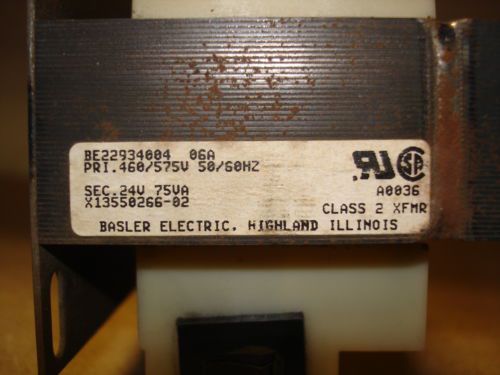 BE22934004 06A
PRI.460/575V 50/60HZ
SEC.24V 75VA
X13550266-02
A0036
CLASS 2 XFMR
BASLER ELECTRIC, HIGHLAND ILLINOIS